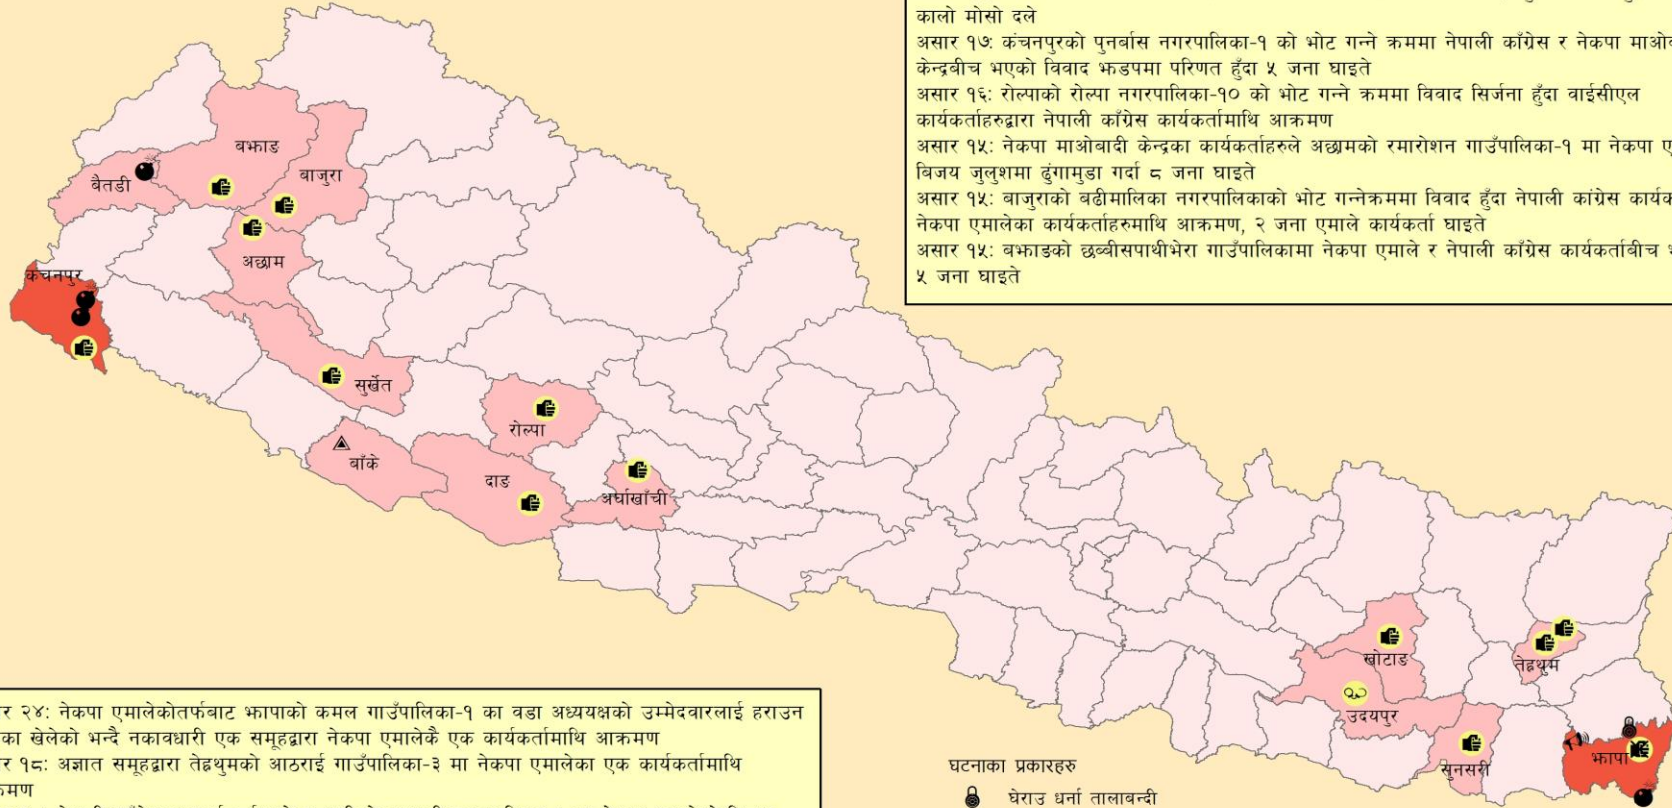 कालो मोसो दले
असार १७: कंचनपुरको पुनर्बास नगरपालिका-१ को भोट गन्ने क्रममा नेपाली काँग्रेस र नेकपा
केन्द्रबीच भएको विवाद झडपमा परिणत हुँदा ५ जना घाइते
असार १६: रोल्पाको रोल्पा नगरपालिका-१० को भोट गन्ने क्रममा विवाद सिर्जना हुँदा वाईसीएल
कार्यकर्ताहरुद्वारा नेपाली काँग्रेस कार्यकर्तामाथि आक्रमण
असार १५: नेकपा माओबादी केन्द्रका कार्यकर्ताहरुले अछामको रमारोशन गाउँपालिका-१ मा नेकपा
बिजय जुलुशमा ढुंगामुडा गर्दा ८ जना घाइते
असार १५: बाजुराको बढीमालिका नगरपालिकाको भोट गन्नेक्रममा विवाद हुँदा नेपाली कांग्रेस
नेकपा एमालेका कार्यकर्ताहरुमाथि आक्रमण, २ जना एमाले कार्यकर्ता घाइते
असार १५: बझाङको छब्बीसपाथीभेरा गाउँपालिकामा नेकपा एमाले र नेपाली काँग्रेस कार्यकर्ताबीच
५ जना घाइते
बझाङ
बाजुरा
बैतडी
अछाम
कंचनपुर
सुर्खेत
रोल्पा
बाँके
दाङ
अर्घाखाँची
खोटाङ
तेह्रथुम
उदयपुर
सुनसरी
झापा
२४: नेकपा एमालेकोतर्फबाट झापाको कमल गाउँपालिका-१ का वडा अध्ययक्षको उम्मेदवारलाई हराउन
खेलेको भन्दै नकावधारी एक समूहद्वारा नेकपा एमालेकै एक कार्यकर्तामाथि आक्रमण
१८: अज्ञात समूहद्वारा तेह्रथुमको आठराई गाउँपालिका-३ मा नेकपा एमालेका एक कार्यकर्तामाथि
घटनाका प्रकारहरु
घेराउ धर्ना तालाबन्दी